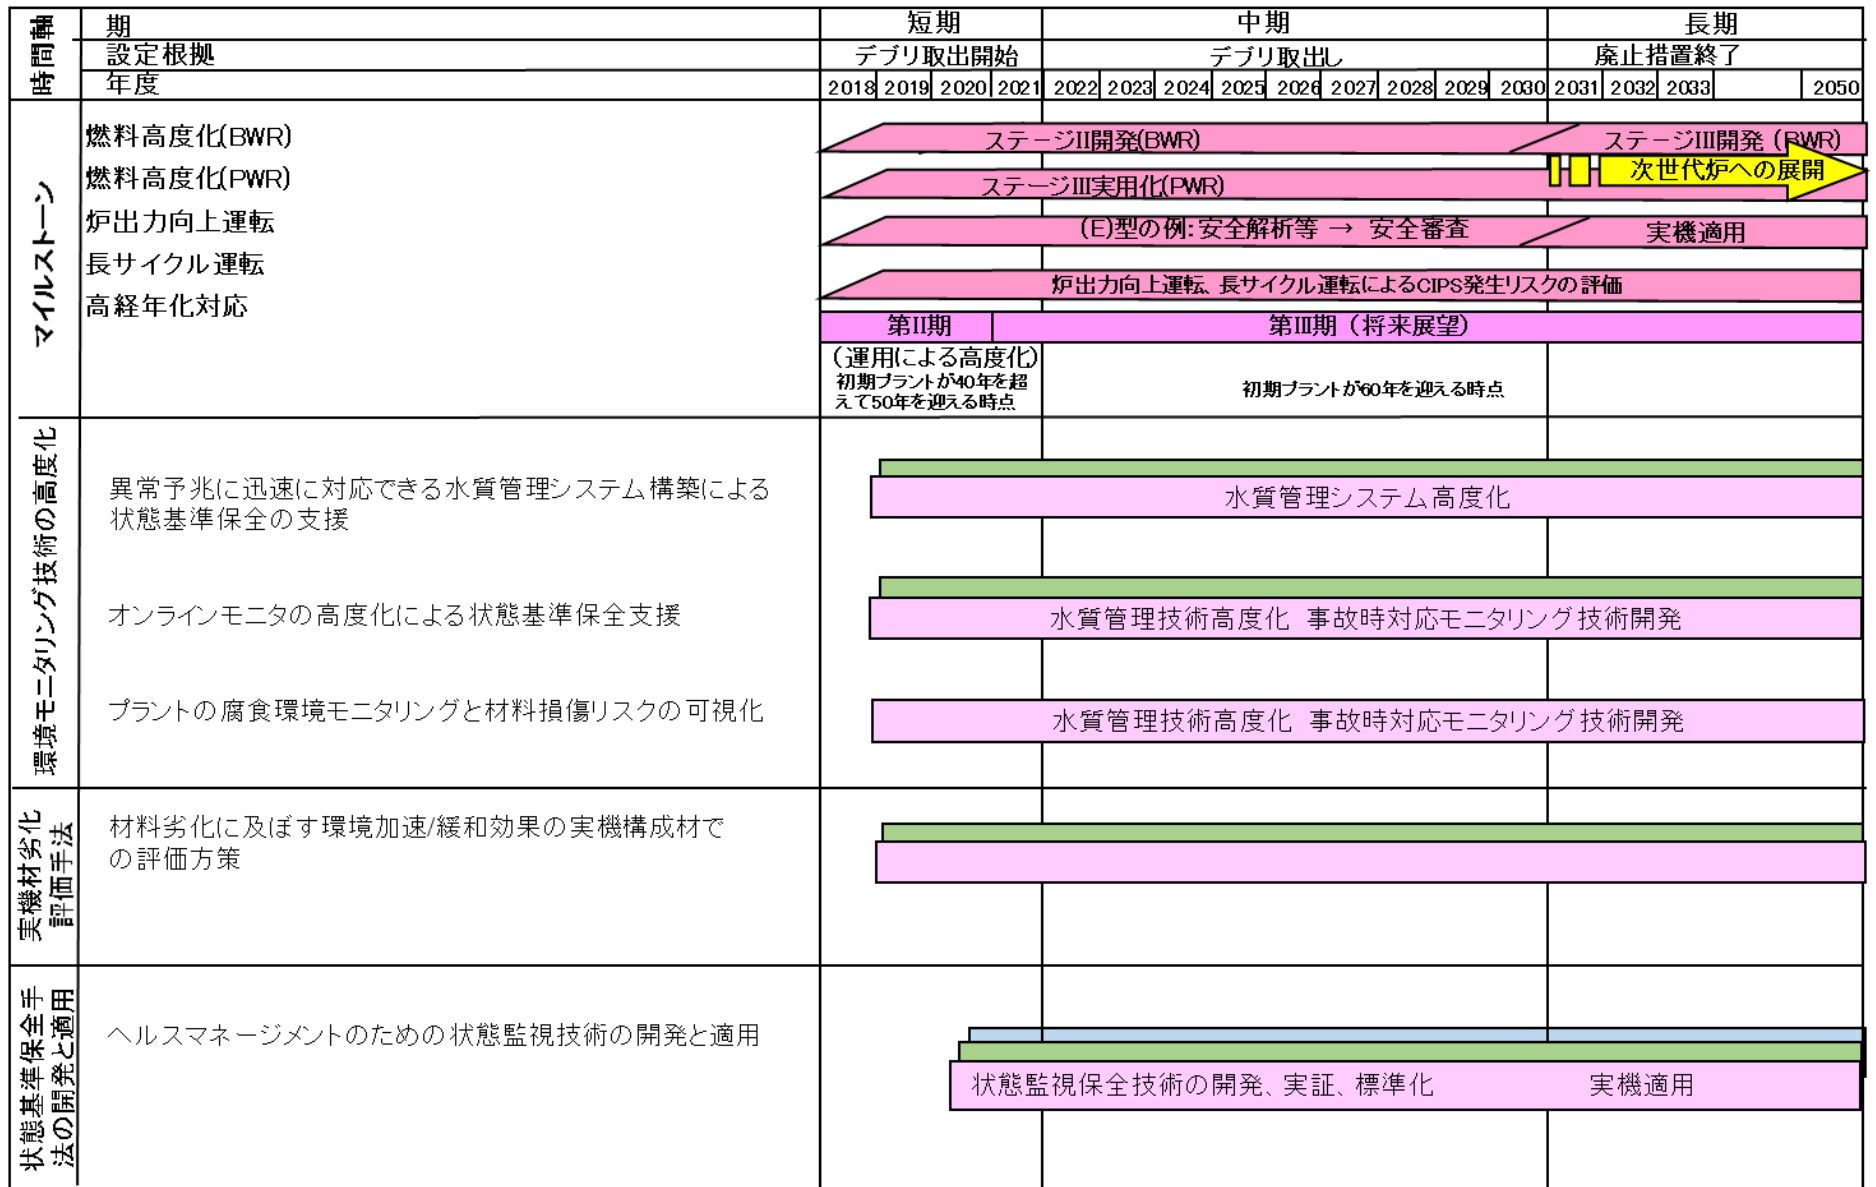 時間軸
期
短期
中期
長期
設定根拠
デブリ取出開始
デブリ取出し
廃止措置終了
年度
2018 2019 2020 2021 2022 2023 2024 2025 2026 2027 2028 2029 2030 2031 2032 2033 2050
マイルストーン
燃料高度化(BWR)
ステージII開発(BWR)
ステージIII開発(BWR)
燃料高度化(PWR)
次世代炉への展開
ステージIII実用化(PWR)
炉出力向上運転
(E)型の例:安全解析等 → 安全審査
実機適用
長サイクル運転
炉出力向上運転、長サイクル運転によるCIPS発生リスクの評価
高経年化対応
第II期
第III期(将来展望)
(運用による高度化)
初期プラントが40年を超
えて50年を迎える時点
初期プラントが60年を迎える時点
環境モニタリング技術の高度化
異常予兆に迅速に対応できる水質管理システム構築による
状態基準保全の支援
水質管理システム高度化
オンラインモニタの高度化による状態基準保全支援
水質管理技術高度化 事故時対応モニタリング技術開発
プラントの腐食環境モニタリングと材料損傷リスクの可視化
水質管理技術高度化 事故時対応モニタリング技術開発
実機材劣化
評価手法
材料劣化に及ぼす環境加速/緩和効果の実機構成材で
の評価方策
状態基準保全手
法の開発と適用
ヘルスマネージメントのための状態監視技術の開発と適用
状態監視保全技術の開発、実証、標準化
実機適用